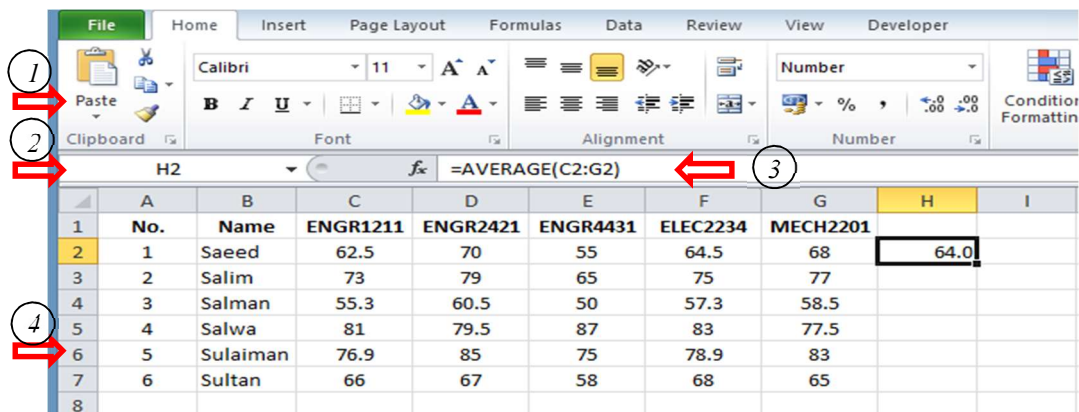 File Home Insert Page Layout Formulas Data Review View Developer
1
Calibri 11 A A Number
Paste B I U A % , .00 .00
Condition
Formattin
Clipboard Font Alignment Number
2
H2 fx =AVERAGE(C2:G2) 3
A B C D E F G H I
1 No. Name ENGR1211 ENGR2421 ENGR4431 ELEC2234 MECH2201
2 1 Saeed 62.5 70 55 64.5 68 64.0
3 2 Salim 73 79 65 75 77
4 3 Salman 55.3 60.5 50 57.3 58.5
4
5 4 Salwa 81 79.5 87 83 77.5
6 5 Sulaiman 76.9 85 75 78.9 83
7 6 Sultan 66 67 58 68 65
8